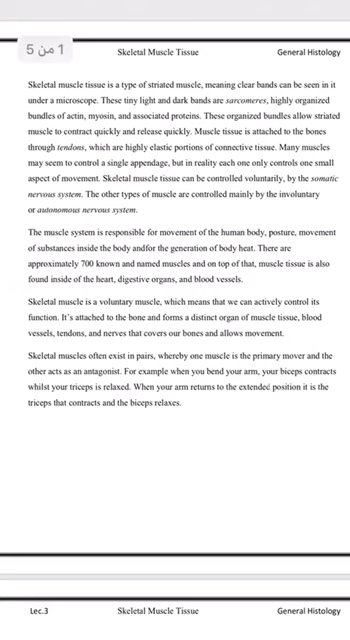 5 من 1
Skeletal Muscle Tissue General Histology
Skeletal muscle tissue is a type of striated muscle, meaning clear bands can be seen in it
under a microscope. These tiny light and dark bands are sarcomeres, highly organized
bundles of actin, myosin, and associated proteins. These organized bundles allow striated
muscle to contract quickly and release quickly. Muscle tissue is attached to the bones
through tendons, which are highly elastic portions of connective tissue. Many muscles
may seem to control a single appendage, but in reality each one only controls one small
aspect of movement. Skeletal muscle tissue can be controlled voluntarily, by the somatic
nervous system. The other types of muscle are controlled mainly by the involuntary
or autonomous nervous system.
The muscle system is responsible for movement of the human body, posture, movement
of substances inside the body andfor the generation of body heat. There are
approximately 700 known and named muscles and on top of that, muscle tissue is also
found inside of the heart, digestive organs, and blood vessels.
Skeletal muscle is a voluntary muscle, which means that we can actively control its
function. It's attached to the bone and forms a distinct organ of muscle tissue, blood
vessels, tendons, and nerves that covers our bones and allows movement.
Skeletal muscles often exist in pairs, whereby one muscle is the primary mover and the
other acts as an antagonist. For example when you bend your arm, your biceps contracts
whilst your triceps is relaxed. When your arm returns to the extended position it is the
triceps that contracts and the biceps relaxes.
Lec.3 Skeletal Muscle Tissue General Histology